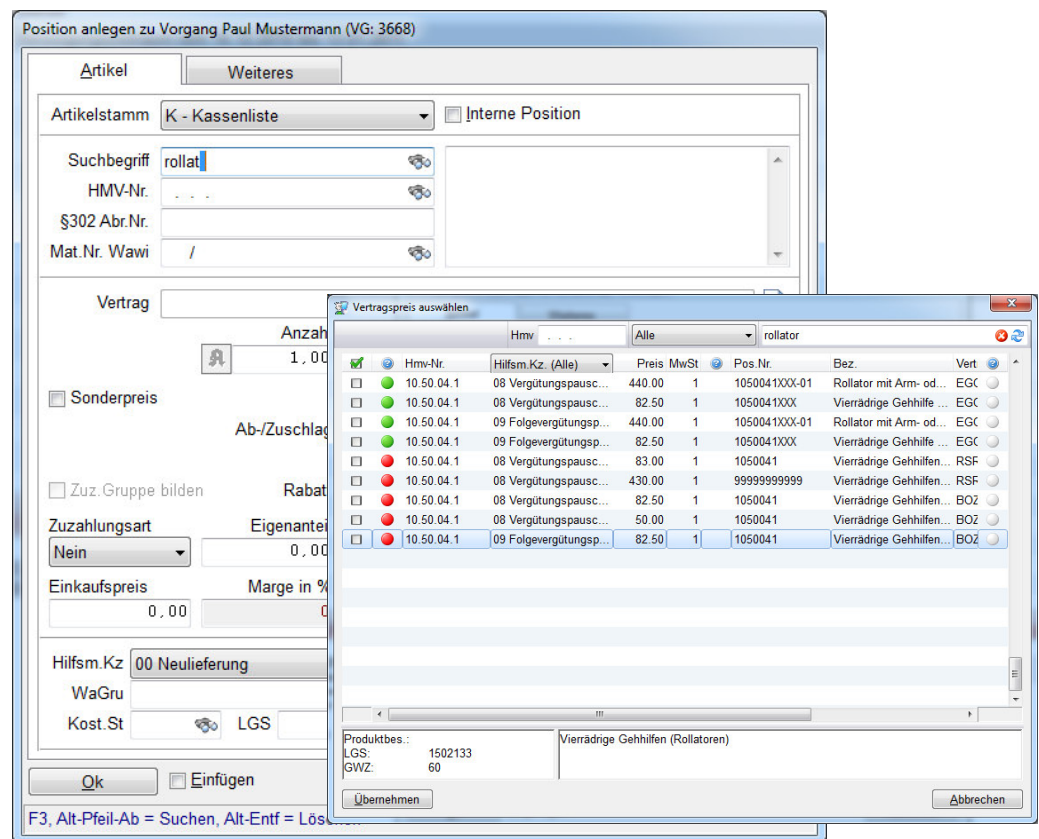 Position anlegen zu Vorgang Paul Mustermann (VG: 3668)
Artikel Weiteres
Artikelstamm K - Kassenliste Interne Position
Suchbegriff rollat
HMV-Nr. . . .
§302 Abr.Nr.
Mat.Nr. Wawi /
Vertrag
Anzah
1,00
Sonderpreis
Ab-/Zuschlag
Zuz.Gruppe bilden Rabat
Zuzahlungsart Eigenantei
Nein 0,00
Einkaufspreis Marge in %
0,00 0
Hilfsm.Kz 00 Neulieferung
WaGru
Kost.St LGS
Ok Einfügen
F3, Alt-Pfeil-Ab = Suchen, Alt-Entf = Lös
Vertragspreis auswählen
Hmv . . . Alle rollator
Hmv-Nr. Hilfsm.Kz. (Alle) Preis MwSt Pos.Nr. Bez. Vert
10.50.04.1 08 Vergütungspausc... 440.00 1 1050041XXX-01 Rollator mit Arm- od... EGC
10.50.04.1 08 Vergütungspausc... 82.50 1 1050041XXX Vierrädrige Gehhilfe ... EGC
10.50.04.1 09 Folgevergütungsp... 440.00 1 1050041XXX-01 Rollator mit Arm- od... EGC
10.50.04.1 09 Folgevergütungsp... 82.50 1 1050041XXX Vierrädrige Gehhilfe ... EGC
10.50.04.1 08 Vergütungspausc... 83.00 1 1050041 Vierrädrige Gehhilfen... RSF
10.50.04.1 08 Vergütungspausc... 430.00 1 99999999999 Vierrädrige Gehhilfen... RSF
10.50.04.1 08 Vergütungspausc... 82.50 1 1050041 Vierrädrige Gehhilfen... BOZ
10.50.04.1 08 Vergütungspausc... 50.00 1 1050041 Vierrädrige Gehhilfen... BOZ
10.50.04.1 09 Folgevergütungsp... 82.50 1 1050041 Vierrädrige Gehhilfen... BOZ
Produktbes.: Vierrädrige Gehhilfen (Rollatoren)
LGS: 1502133
GWZ: 60
Übernehmen Abbrechen